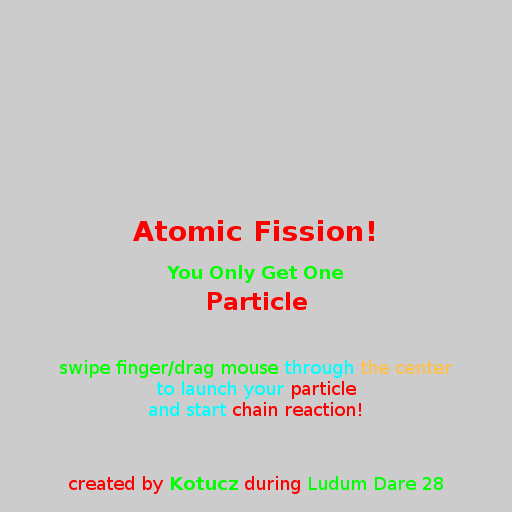 Atomic Fission!
You Only Get One
Particle
swipe finger/drag mouse through the center
to launch your particle
and start chain reaction!
created by Kotucz during Ludum Dare 28